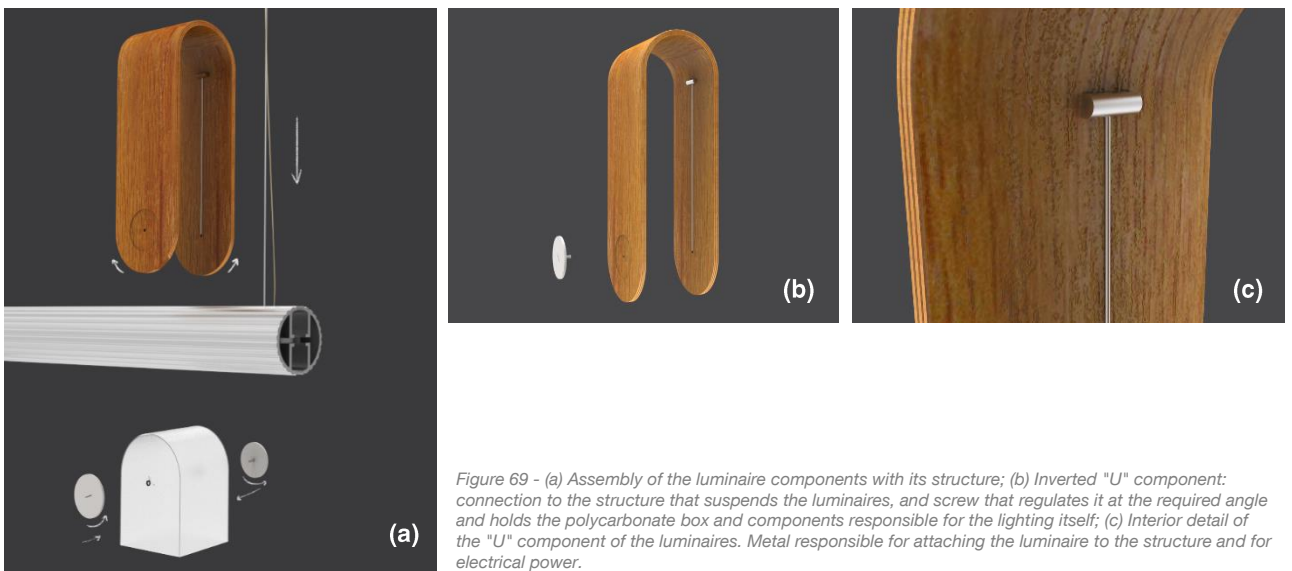 (a)
(b)
(c)
Figure 69 - (a) Assembly of the luminaire components with its structure; (b) Inverted "U" component:
connection to the structure that suspends the luminaires, and screw that regulates it at the required angle
and holds the polycarbonate box and components responsible for the lighting itself; (c) Interior detail of
the "U" component of the luminaires. Metal responsible for attaching the luminaire to the structure and for
electrical power.